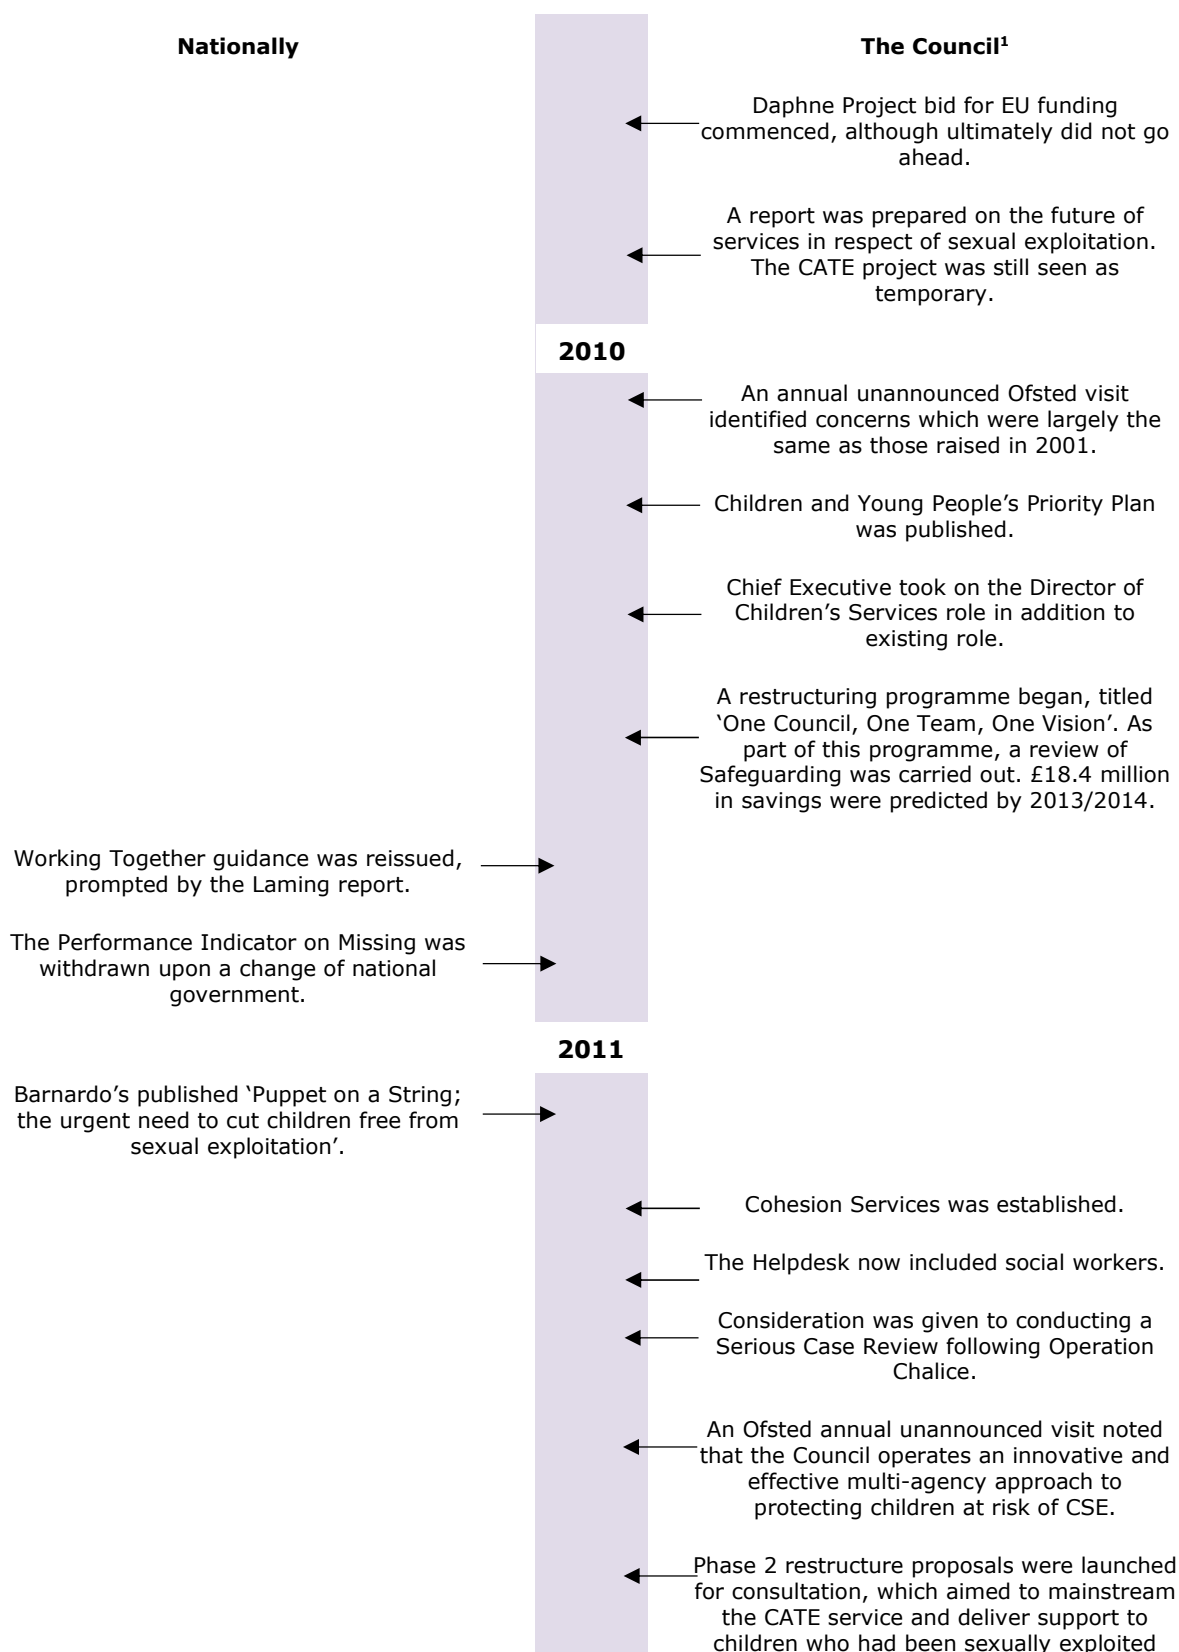 Nationally
The Council¹
Daphne Project bid for EU funding
commenced, although ultimately did not go
ahead.
A report was prepared on the future of
services in respect of sexual exploitation.
The CATE project was still seen as
temporary.
2010
An annual unannounced Ofsted visit
identified concerns which were largely the
same as those raised in 2001.
Children and Young People’s Priority Plan
was published.
Chief Executive took on the Director of
Children’s Services role in addition to
existing role.
A restructuring programme began, titled
‘One Council, One Team, One Vision’. As
part of this programme, a review of
Safeguarding was carried out. £18.4 million
in savings were predicted by 2013/2014.
Working Together guidance was reissued,
prompted by the Laming report.
The Performance Indicator on Missing was
withdrawn upon a change of national
government.
2011
Barnardo’s published ‘Puppet on a String;
the urgent need to cut children free from
sexual exploitation’.
Cohesion Services was established.
The Helpdesk now included social workers.
Consideration was given to conducting a
Serious Case Review following Operation
Chalice.
An Ofsted annual unannounced visit noted
that the Council operates an innovative and
effective multi-agency approach to
protecting children at risk of CSE.
Phase 2 restructure proposals were launched
for consultation, which aimed to mainstream
the CATE service and deliver support to
children who had been sexually exploited